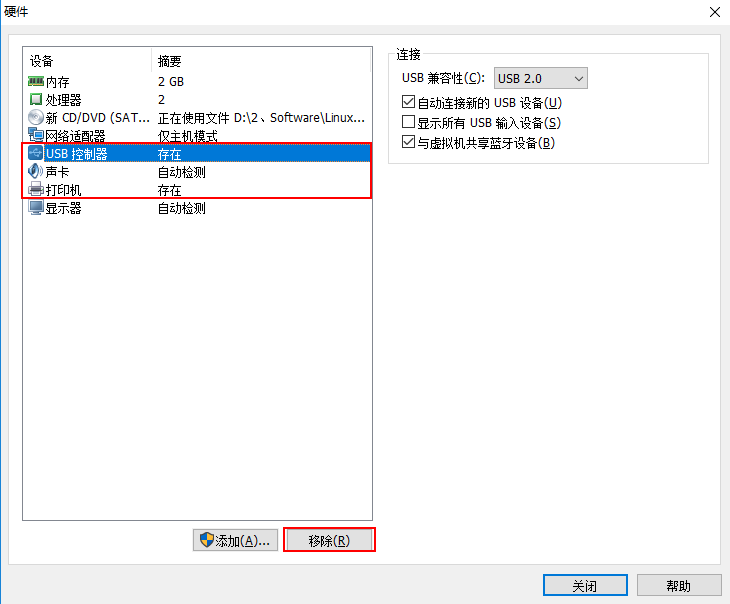 硬件
设备 摘要
内存 2 GB
处理器 2
新 CD/DVD (SAT... 正在使用文件 D:\2、Software\Linux...
网络适配器 仅主机模式
USB 控制器 存在
声卡 自动检测
打印机 存在
显示器 自动检测
添加(A)... 移除(R)
连接
USB 兼容性(C): USB 2.0
自动连接新的 USB 设备(U)
显示所有 USB 输入设备(S)
与虚拟机共享蓝牙设备(B)
关闭 帮助